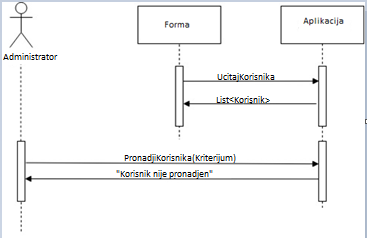 Forma
Aplikacija
Administrator
UcitajKorisnika
List<Korisnik>
PronadjiKorisnika(Kriterijum)
"Korisnik nije pronadjen"